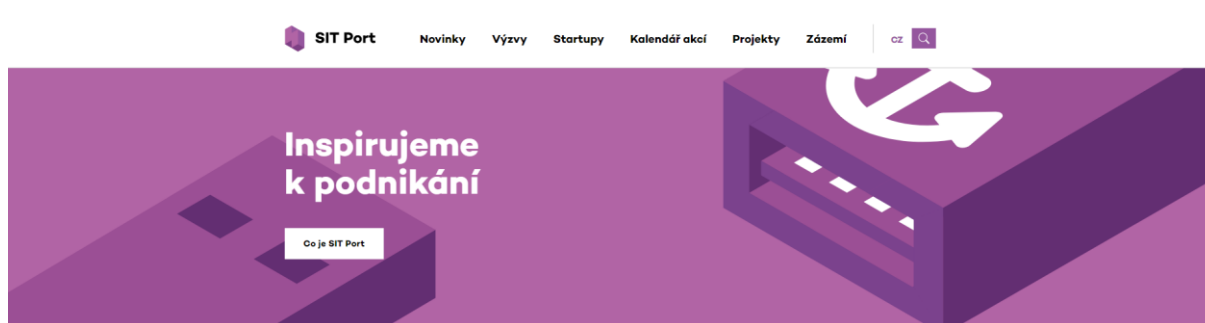 SIT Port Novinky Výzvy Startupy Kalendář akcí Projekty Zázemí cz
Inspirujeme
k podnikání
Co je SIT Port